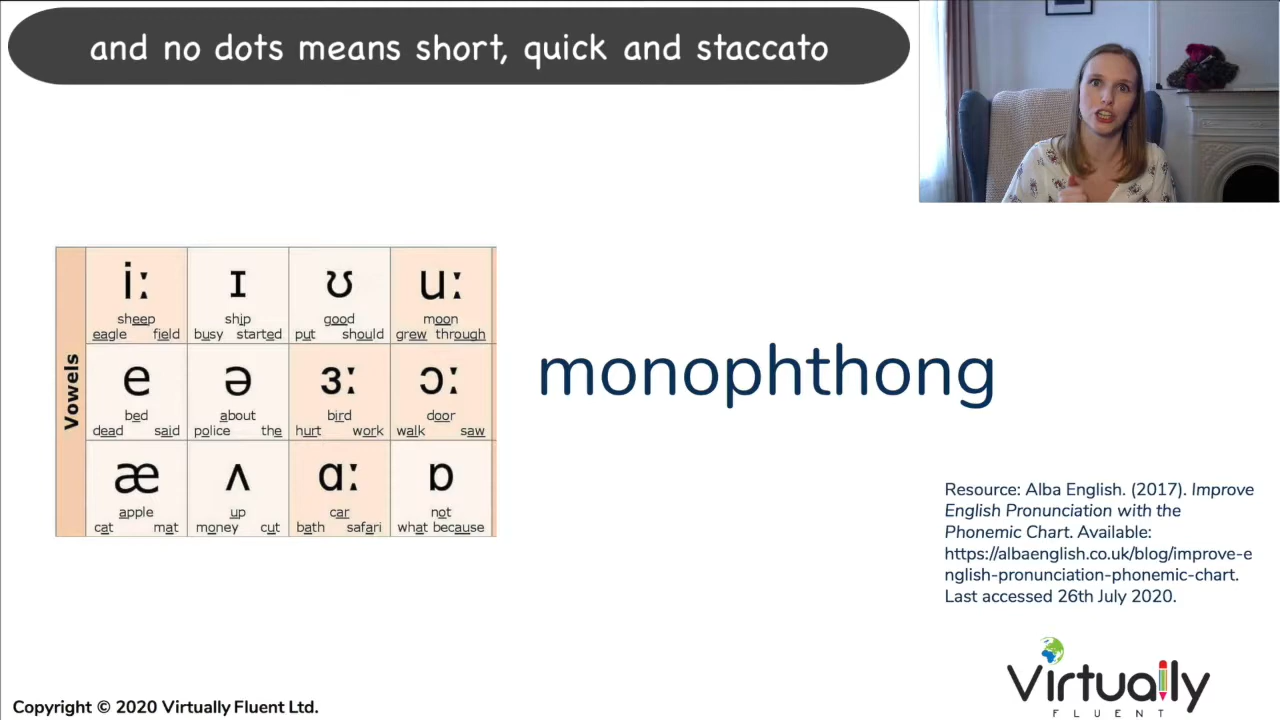 and no dots means short, quick and staccato
Vowels
iː ɪ ʊ uː
sheep ship good moon
eagle field busy started put should grew through
e ə ɜː ɔː
bed about bird door
dead said police the hurt work walk saw
æ ʌ ɑː ɒ
apple up car not
cat mat money cut bath safari what because
monophthong
Resource: Alba English. (2017). Improve
English Pronunciation with the
Phonemic Chart. Available:
https://albaenglish.co.uk/blog/improve-e
nglish-pronunciation-phonemic-chart.
Last accessed 26th July 2020.
Virtually
FLUENT
Copyright © 2020 Virtually Fluent Ltd.